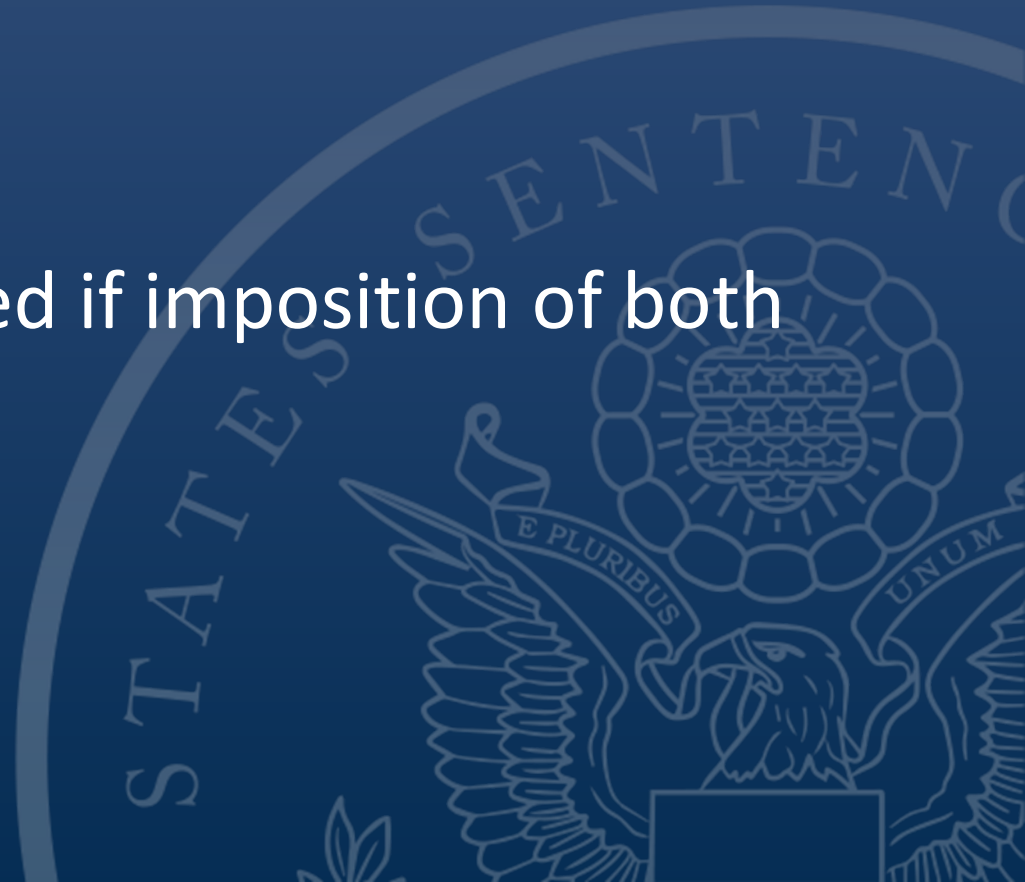 STATES SENTENC
ed if imposition of both
E PLURIBUS UNUM